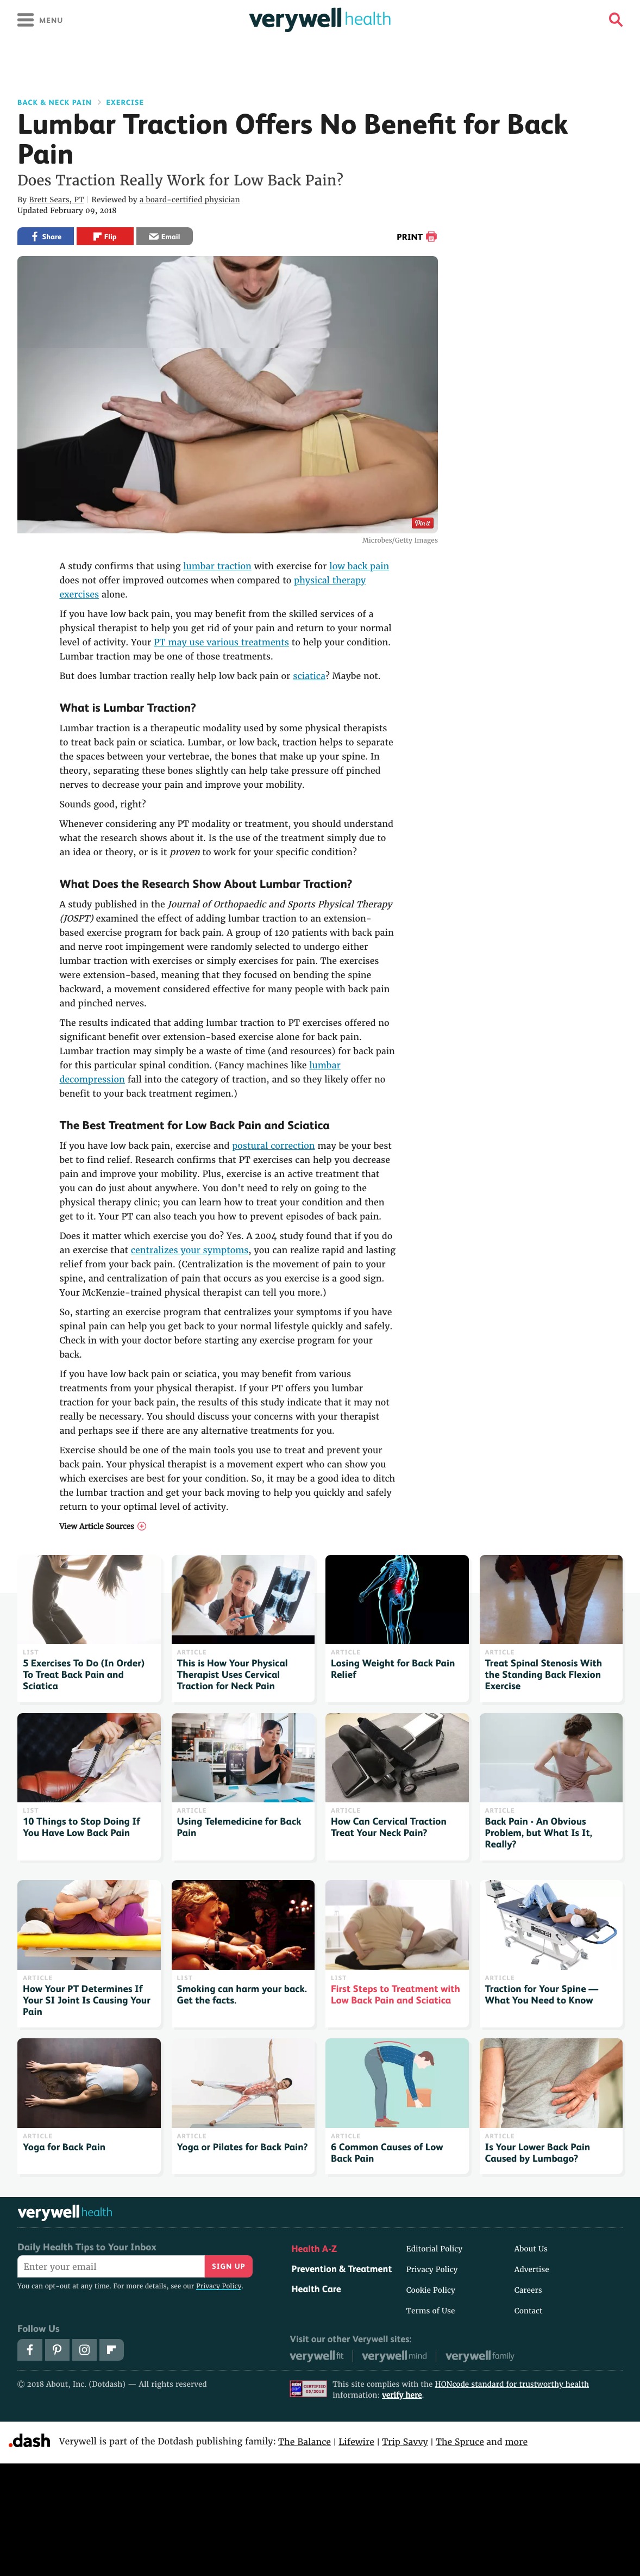 MENU
verywell health
BACK & NECK PAIN > EXERCISE
Lumbar Traction Offers No Benefit for Back
Pain
Does Traction Really Work for Low Back Pain?
By Brett Sears, PT | Reviewed by a board-certified physician
Updated February 09, 2018
Share
Flip
Email
PRINT
Pin it
Microbes/Getty Images
A study confirms that using lumbar traction with exercise for low back pain
does not offer improved outcomes when compared to physical therapy
exercises alone.
If you have low back pain, you may benefit from the skilled services of a
physical therapist to help you get rid of your pain and return to your normal
level of activity. Your PT may use various treatments to help your condition.
Lumbar traction may be one of those treatments.
But does lumbar traction really help low back pain or sciatica? Maybe not.
What is Lumbar Traction?
Lumbar traction is a therapeutic modality used by some physical therapists
to treat back pain or sciatica. Lumbar, or low back, traction helps to separate
the spaces between your vertebrae, the bones that make up your spine. In
theory, separating these bones slightly can help take pressure off pinched
nerves to decrease your pain and improve your mobility.
Sounds good, right?
Whenever considering any PT modality or treatment, you should understand
what the research shows about it. Is the use of the treatment simply due to
an idea or theory, or is it proven to work for your specific condition?
What Does the Research Show About Lumbar Traction?
A study published in the Journal of Orthopaedic and Sports Physical Therapy
(JOSPT) examined the effect of adding lumbar traction to an extension-
based exercise program for back pain. A group of 120 patients with back pain
and nerve root impingement were randomly selected to undergo either
lumbar traction with exercises or simply exercises for pain. The exercises
were extension-based, meaning that they focused on bending the spine
backward, a movement considered effective for many people with back pain
and pinched nerves.
The results indicated that adding lumbar traction to PT exercises offered no
significant benefit over extension-based exercise alone for back pain.
Lumbar traction may simply be a waste of time (and resources) for back pain
for this particular spinal condition. (Fancy machines like lumbar
decompression fall into the category of traction, and so they likely offer no
benefit to your back treatment regimen.)
The Best Treatment for Low Back Pain and Sciatica
If you have low back pain, exercise and postural correction may be your best
bet to find relief. Research confirms that PT exercises can help you decrease
pain and improve your mobility. Plus, exercise is an active treatment that
you can do just about anywhere. You don't need to rely on going to the
physical therapy clinic; you can learn how to treat your condition and then
get to it. Your PT can also teach you how to prevent episodes of back pain.
Does it matter which exercise you do? Yes. A 2004 study found that if you do
an exercise that centralizes your symptoms, you can realize rapid and lasting
relief from your back pain. (Centralization is the movement of pain to your
spine, and centralization of pain that occurs as you exercise is a good sign.
Your McKenzie-trained physical therapist can tell you more.)
So, starting an exercise program that centralizes your symptoms if you have
spinal pain can help you get back to your normal lifestyle quickly and safely.
Check in with your doctor before starting any exercise program for your
back.
If you have low back pain or sciatica, you may benefit from various
treatments from your physical therapist. If your PT offers you lumbar
traction for your back pain, the results of this study indicate that it may not
really be necessary. You should discuss your concerns with your therapist
and perhaps see if there are any alternative treatments for you.
Exercise should be one of the main tools you use to treat and prevent your
back pain. Your physical therapist is a movement expert who can show you
which exercises are best for your condition. So, it may be a good idea to ditch
the lumbar traction and get your back moving to help you quickly and safely
return to your optimal level of activity.
View Article Sources
LIST
5 Exercises To Do (In Order)
To Treat Back Pain and
Sciatica
ARTICLE
This is How Your Physical
Therapist Uses Cervical
Traction for Neck Pain
ARTICLE
Losing Weight for Back Pain
Relief
ARTICLE
Treat Spinal Stenosis With
the Standing Back Flexion
Exercise
LIST
10 Things to Stop Doing If
You Have Low Back Pain
ARTICLE
Using Telemedicine for Back
Pain
ARTICLE
How Can Cervical Traction
Treat Your Neck Pain?
ARTICLE
Back Pain - An Obvious
Problem, but What Is It,
Really?
ARTICLE
How Your PT Determines If
Your SI Joint Is Causing Your
Pain
LIST
Smoking can harm your back.
Get the facts.
LIST
First Steps to Treatment with
Low Back Pain and Sciatica
ARTICLE
Traction for Your Spine —
What You Need to Know
ARTICLE
Yoga for Back Pain
ARTICLE
Yoga or Pilates for Back Pain?
ARTICLE
6 Common Causes of Low
Back Pain
ARTICLE
Is Your Lower Back Pain
Caused by Lumbago?
verywell health
Daily Health Tips to Your Inbox
Enter your email
SIGN UP
You can opt-out at any time. For more details, see our Privacy Policy.
Follow Us
Health A-Z
Prevention & Treatment
Health Care
Editorial Policy
Privacy Policy
Cookie Policy
Terms of Use
About Us
Advertise
Careers
Contact
Visit our other Verywell sites:
verywell fit | verywell mind | verywell family
© 2018 About, Inc. (Dotdash) — All rights reserved
CERTIFIED
03/2018
This site complies with the HONcode standard for trustworthy health
information: verify here.
.dash
Verywell is part of the Dotdash publishing family: The Balance | Lifewire | Trip Savvy | The Spruce and more